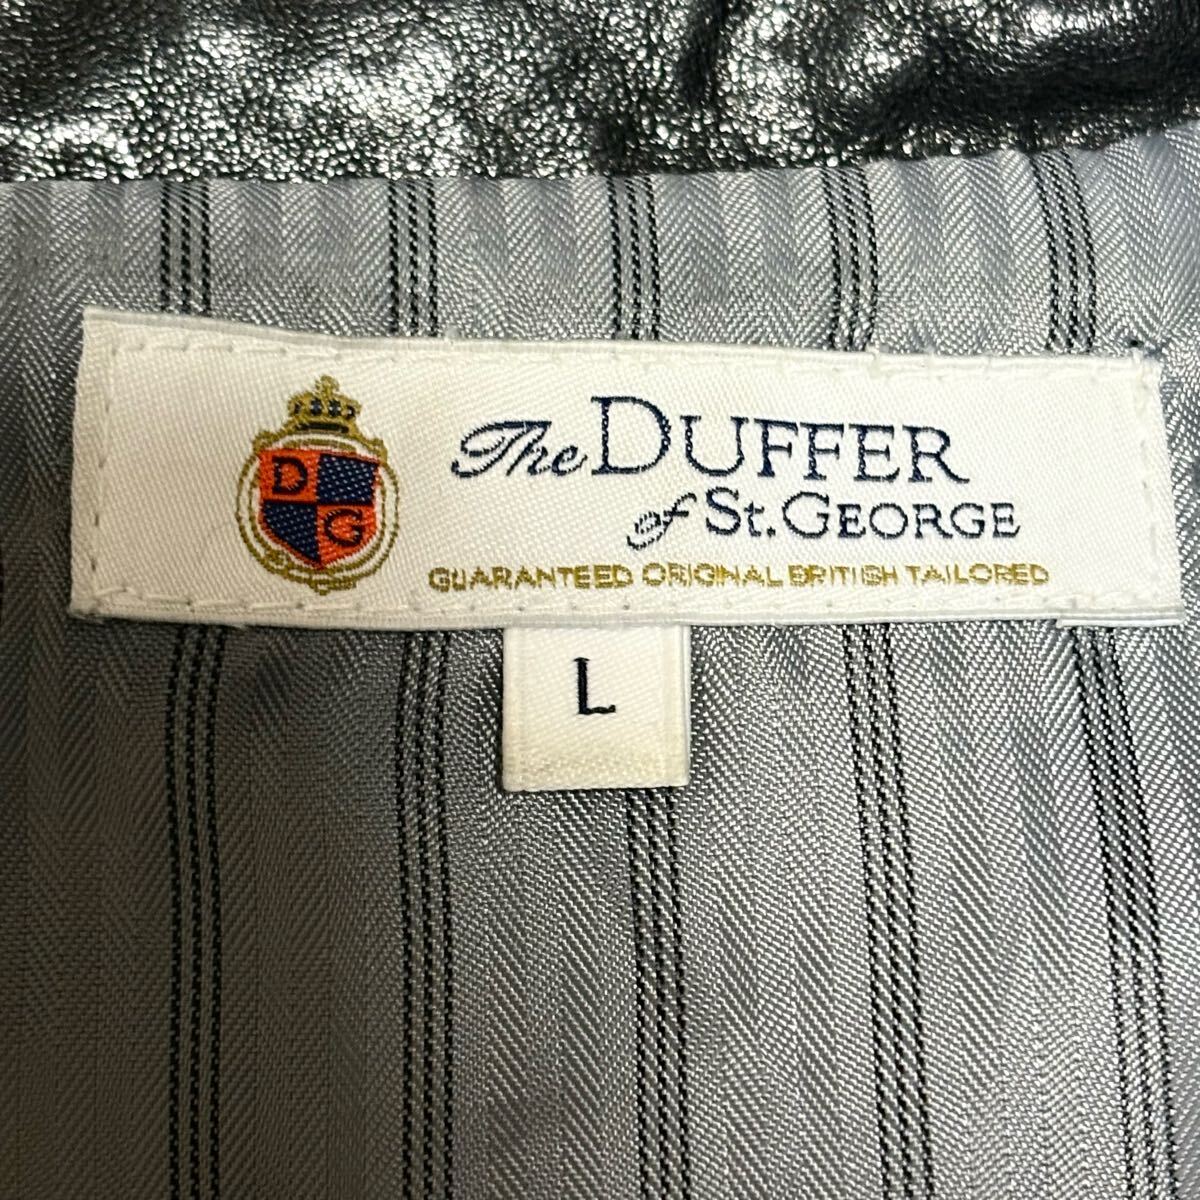 D
G
The DUFFER
of St. GEORGE
GUARANTEED ORIGINAL BRITISH TAILORED
L